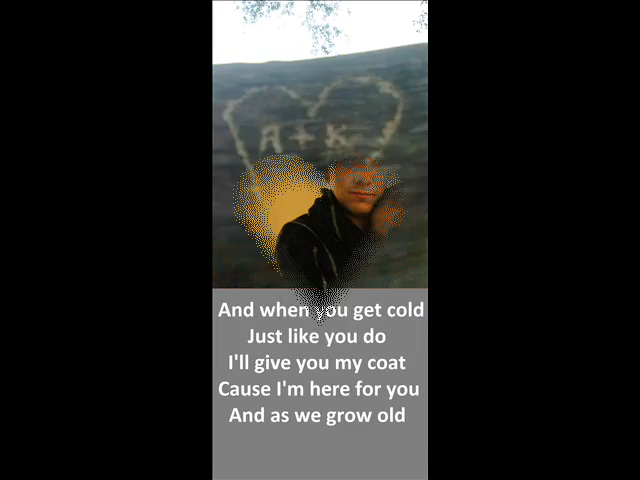 A + K
And when you get cold
Just like you do
I'll give you my coat
Cause I'm here for you
And as we grow old